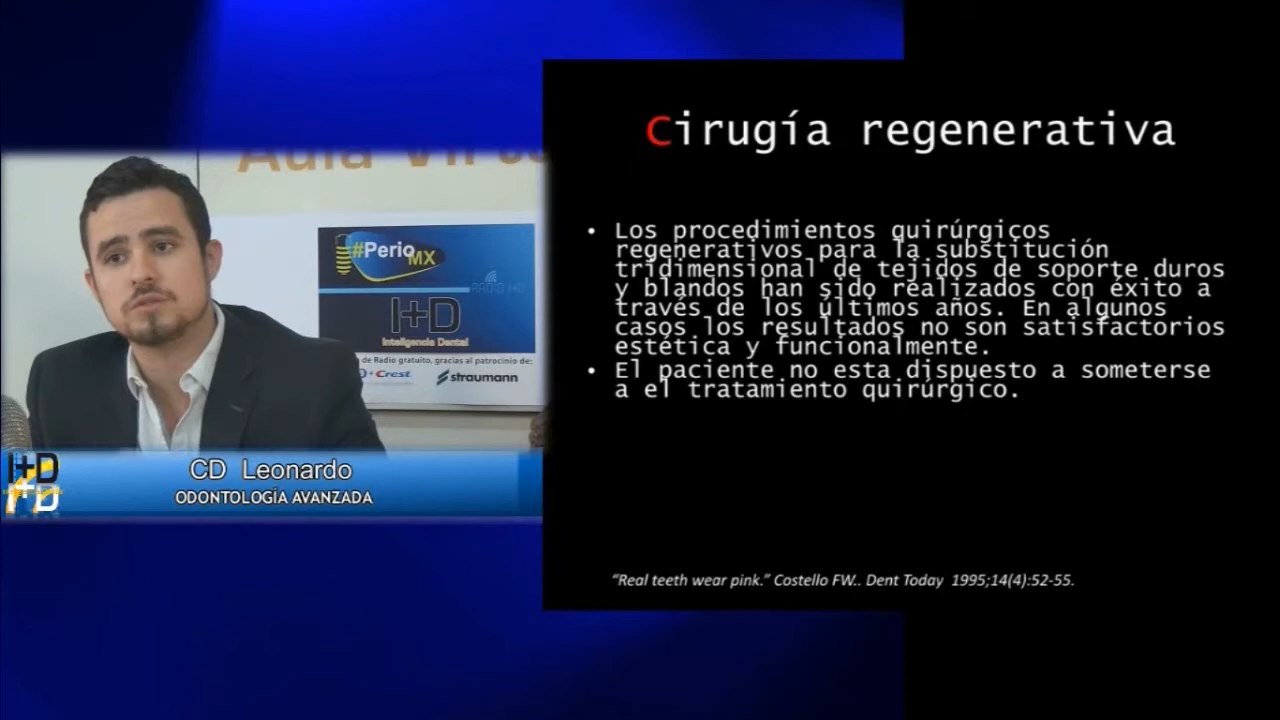 Cirugía regenerativa
• Los procedimientos quirúrgicos
regenerativos para la substitución
tridimensional de tejidos de soporte duros
y blandos han sido realizados con éxito a
través de los últimos años. En algunos
casos los resultados no son satisfactorios
estética y funcionalmente.
• El paciente no esta dispuesto a someterse
a el tratamiento quirúrgico.
“Real teeth wear pink.” Costello FW.. Dent Today 1995;14(4):52-55.
Aula Vir
#Perio
MX
RADIO I+D
I+D
Inteligencia Dental
de Radio gratuito, gracias al patrocinio de:
+ Crest
straumann
I+D
I+D
CD Leonardo
ODONTOLOGÍA AVANZADA